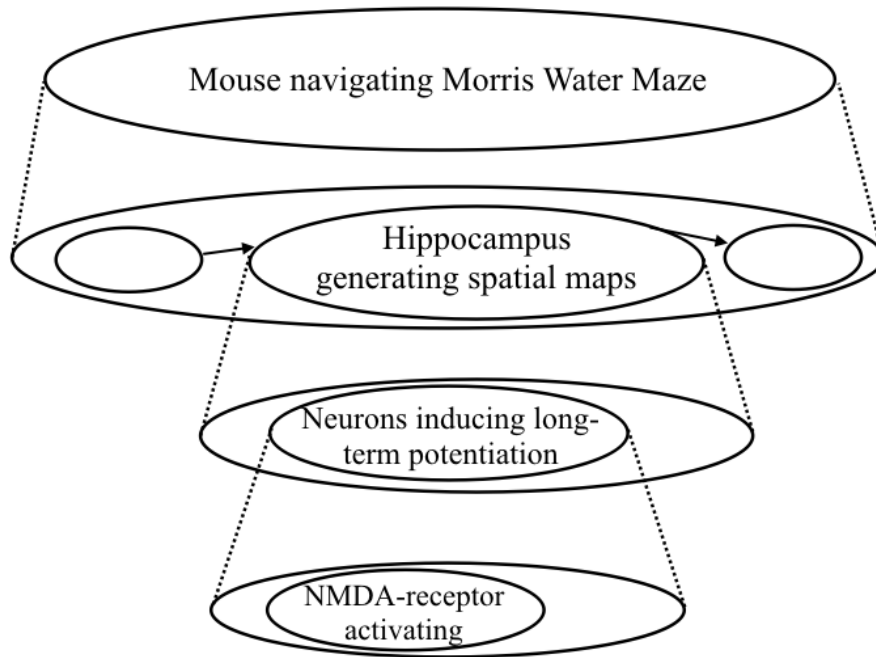 Mouse navigating Morris Water Maze
Hippocampus
generating spatial maps
Neurons inducing long-
term potentiation
NMDA-receptor
activating